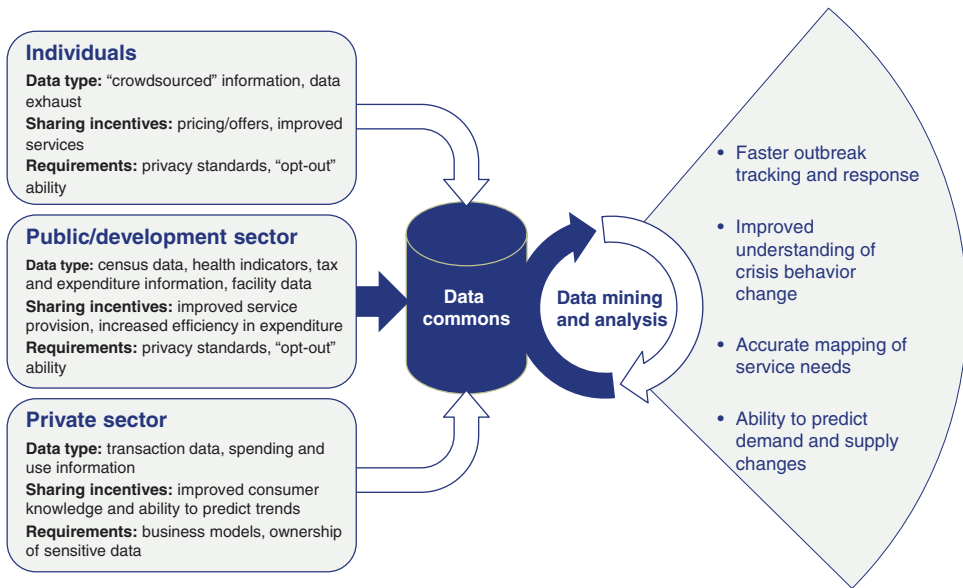 Individuals
Data type: “crowdsourced” information, data
exhaust
Sharing incentives: pricing/offers, improved
services
Requirements: privacy standards, “opt-out”
ability
Public/development sector
Data type: census data, health indicators, tax
and expenditure information, facility data
Sharing incentives: improved service
provision, increased efficiency in expenditure
Requirements: privacy standards, “opt-out”
ability
Private sector
Data type: transaction data, spending and
use information
Sharing incentives: improved consumer
knowledge and ability to predict trends
Requirements: business models, ownership
of sensitive data
Data
commons
Data mining
and analysis
• Faster outbreak
tracking and response
• Improved
understanding of
crisis behavior
change
• Accurate mapping of
service needs
• Ability to predict
demand and supply
changes